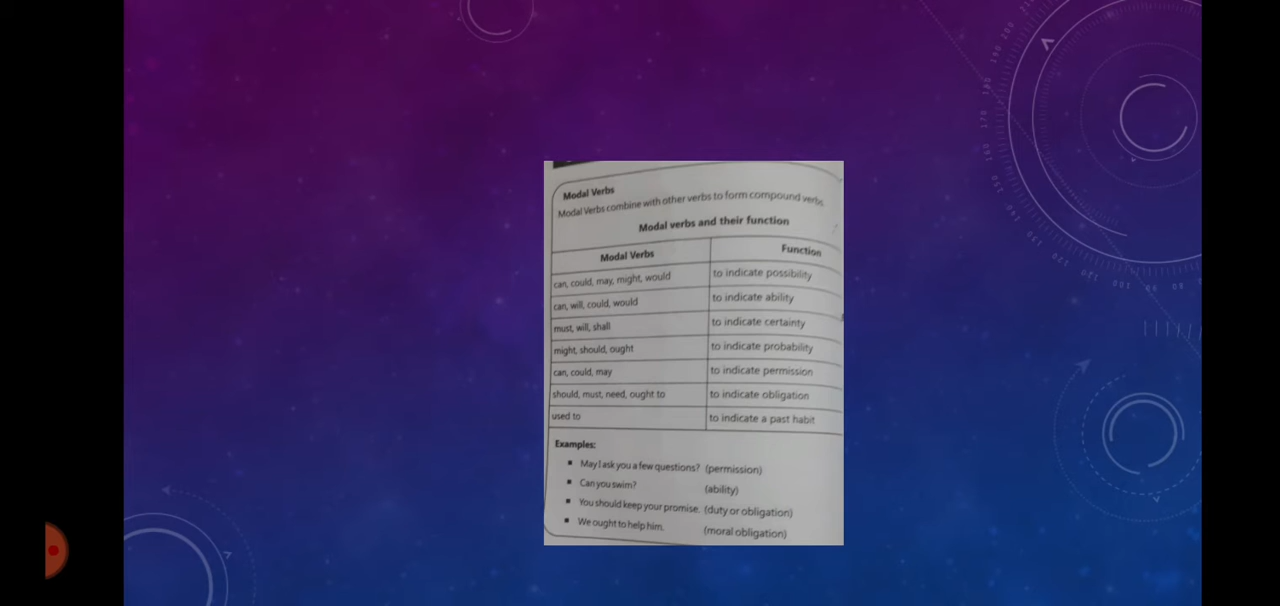 Modal Verbs
Modal Verbs combine with other verbs to form compound verbs
Modal verbs and their function
Modal Verbs Function
can, could, may, might, would to indicate possibility
can, will, could, would to indicate ability
must, will, shall to indicate certainty
might, should, ought to indicate probability
can, could, may to indicate permission
should, must, need, ought to to indicate obligation
used to to indicate a past habit
Examples:
▪ May I ask you a few questions? (permission)
▪ Can you swim? (ability)
▪ You should keep your promise. (duty or obligation)
▪ We ought to help him. (moral obligation)